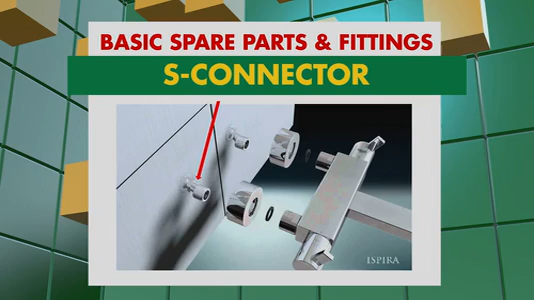 BASIC SPARE PARTS & FITTINGS
S-CONNECTOR
ISPIRA